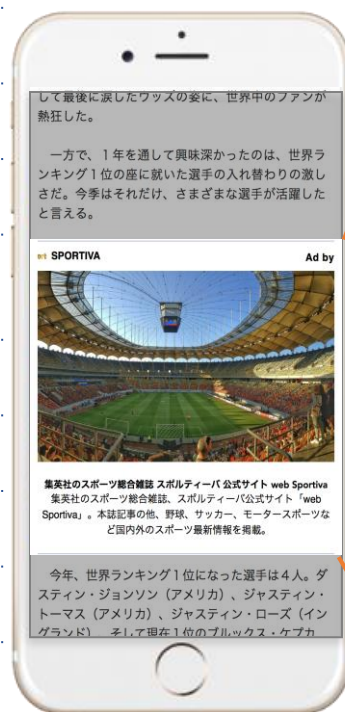 して最後に涙したウッズの姿に、世界中のファンが
熱狂した。
一方で、１年を通して興味深かったのは、世界ラ
ンキング１位の座に就いた選手の入れ替わりの激し
さだ。今季はそれだけ、さまざまな選手が活躍した
と言える。
SPORTIVA
Ad by
集英社のスポーツ総合雑誌 スポルティーバ 公式サイト web Sportiva
集英社のスポーツ総合雑誌、スポルティーバ公式サイト「web
Sportiva」。本誌記事の他、野球、サッカー、モータースポーツな
ど国内外のスポーツ最新情報を掲載。
今年、世界ランキング１位になった選手は４人。ダ
スティン・ジョンソン（アメリカ）、ジャスティン・
トーマス（アメリカ）、ジャスティン・ローズ（イン
グランド）、そして現在１位のブルックス・ケプカ